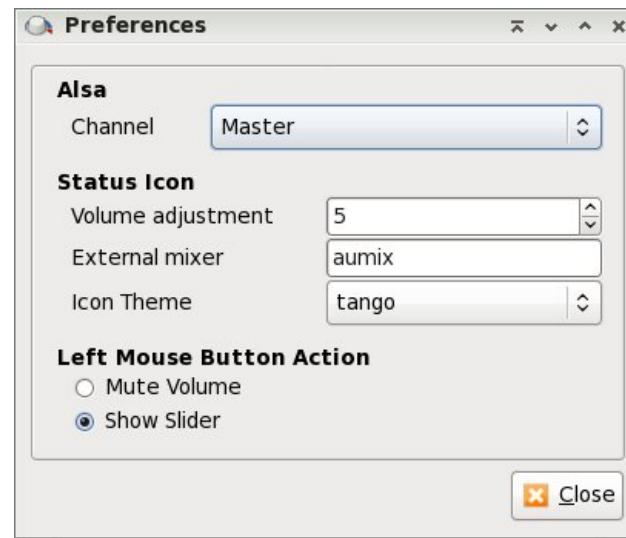 Preferences
Alsa
Channel Master
Status Icon
Volume adjustment 5
External mixer aumix
Icon Theme tango
Left Mouse Button Action
Mute Volume
Show Slider
Close